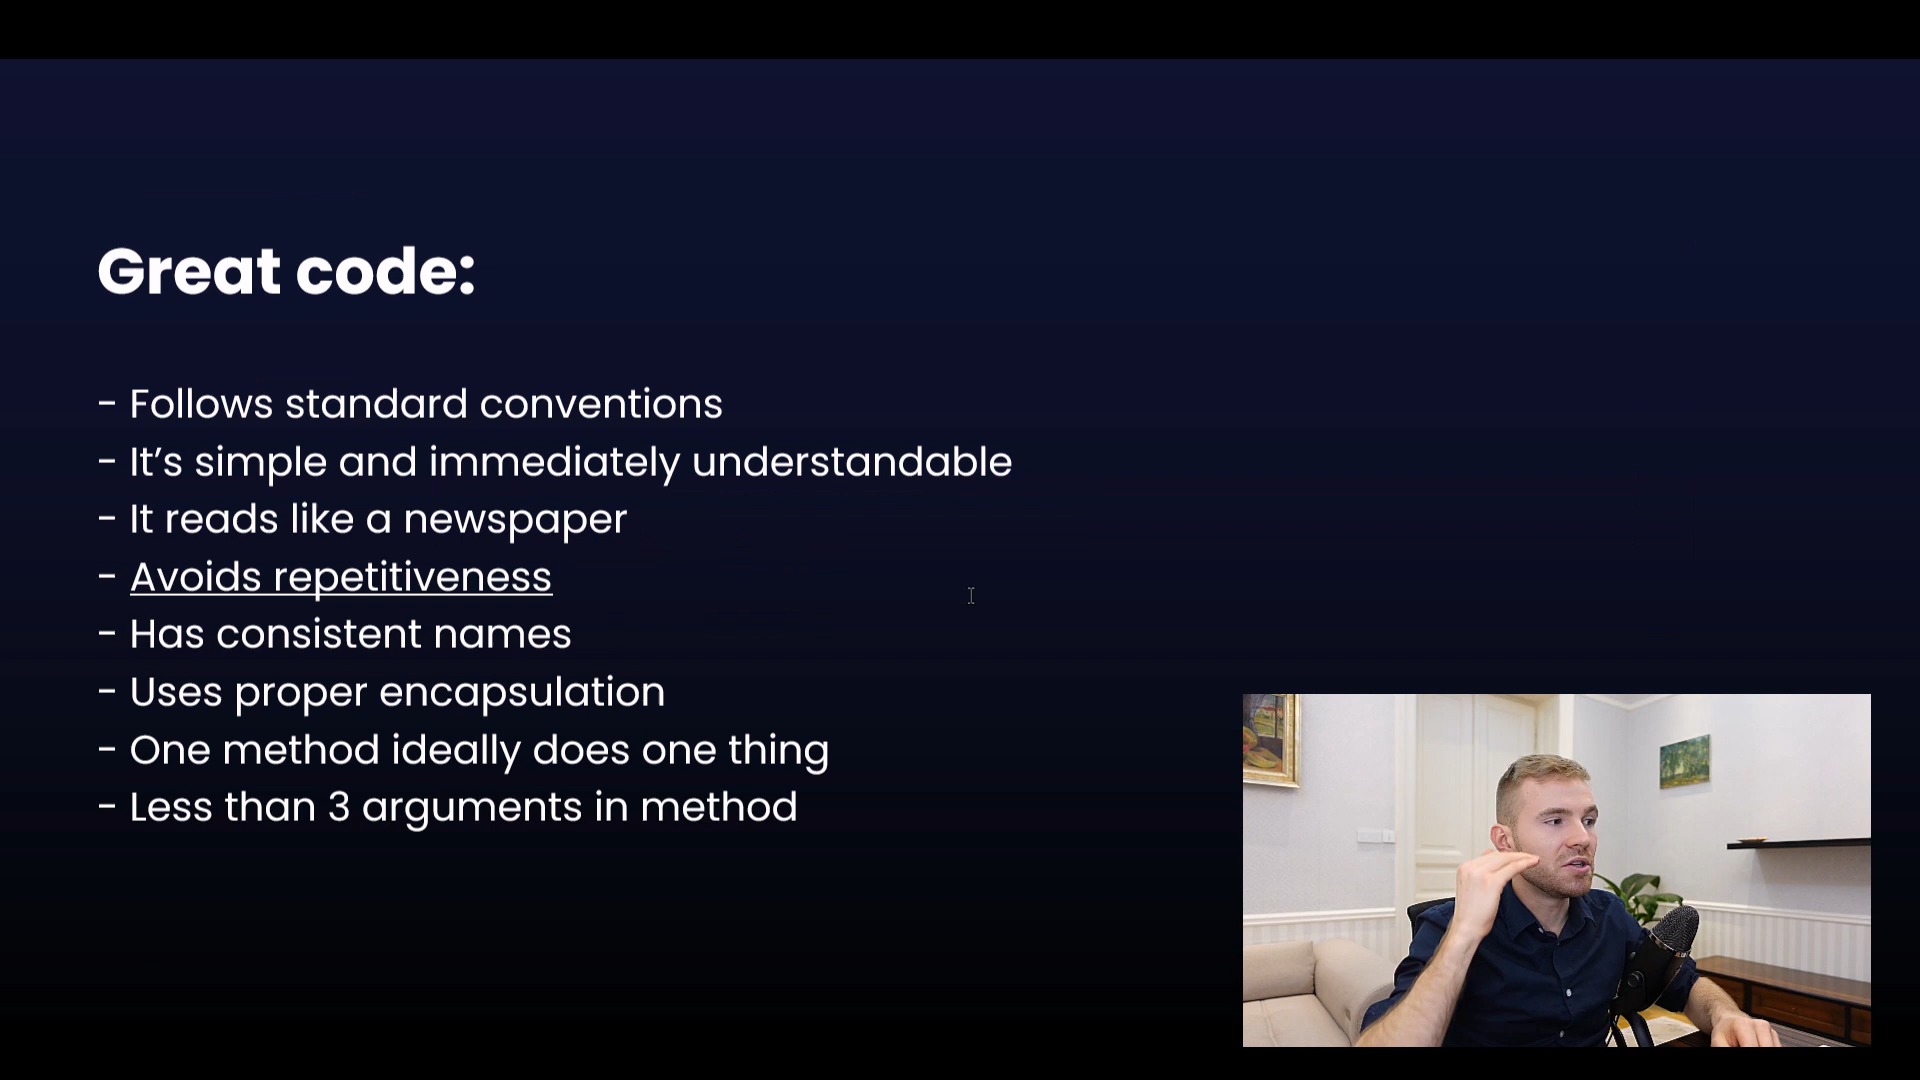 Great code:
- Follows standard conventions
- It’s simple and immediately understandable
- It reads like a newspaper
- Avoids repetitiveness
- Has consistent names
- Uses proper encapsulation
- One method ideally does one thing
- Less than 3 arguments in method